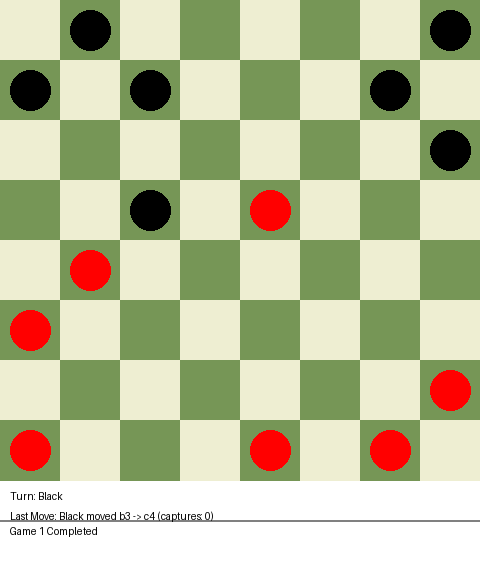 Turn: Black
Last Move: Black moved b3 -> c4 (captures: 0)
Game 1 Completed